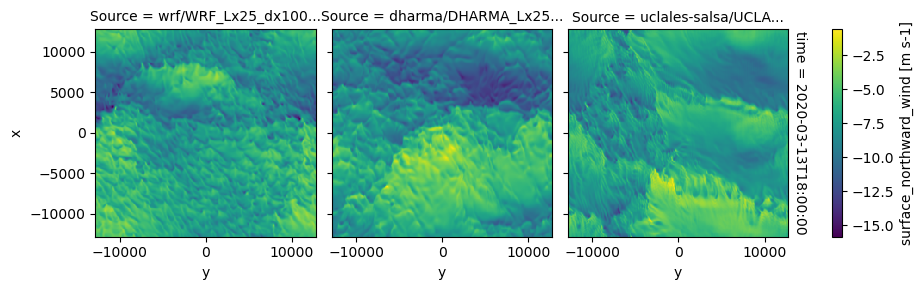 Source = wrf/WRF_Lx25_dx100...
Source = dharma/DHARMA_Lx25...
Source = uclales-salsa/UCLA...
10000
5000
0
−5000
−10000
x
−10000
0
10000
y
−10000
0
10000
y
−10000
0
10000
y
time = 2020-03-13T18:00:00
−2.5
−5.0
−7.5
−10.0
−12.5
−15.0
surface_northward_wind [m s-1]